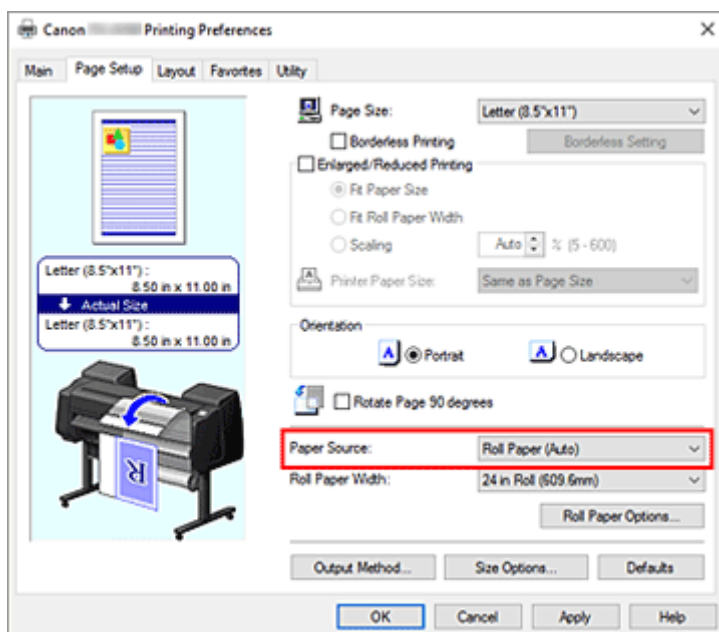 Canon Printing Preferences
Main Page Setup Layout Favorites Utility
Page Size: Letter (8.5"x11")
Borderless Printing Borderless Setting
Enlarged/Reduced Printing
Fit Paper Size
Fit Roll Paper Width
Scaling Auto % (5 - 600)
Printer Paper Size: Same as Page Size
Letter (8.5"x11") :
8.50 in x 11.00 in
Actual Size
Letter (8.5"x11") :
8.50 in x 11.00 in
Orientation
A Portrait A Landscape
Rotate Page 90 degrees
Paper Source: Roll Paper (Auto)
Roll Paper Width: 24 in Roll (609.6mm)
R
Roll Paper Options...
Output Method... Size Options... Defaults
OK Cancel Apply Help